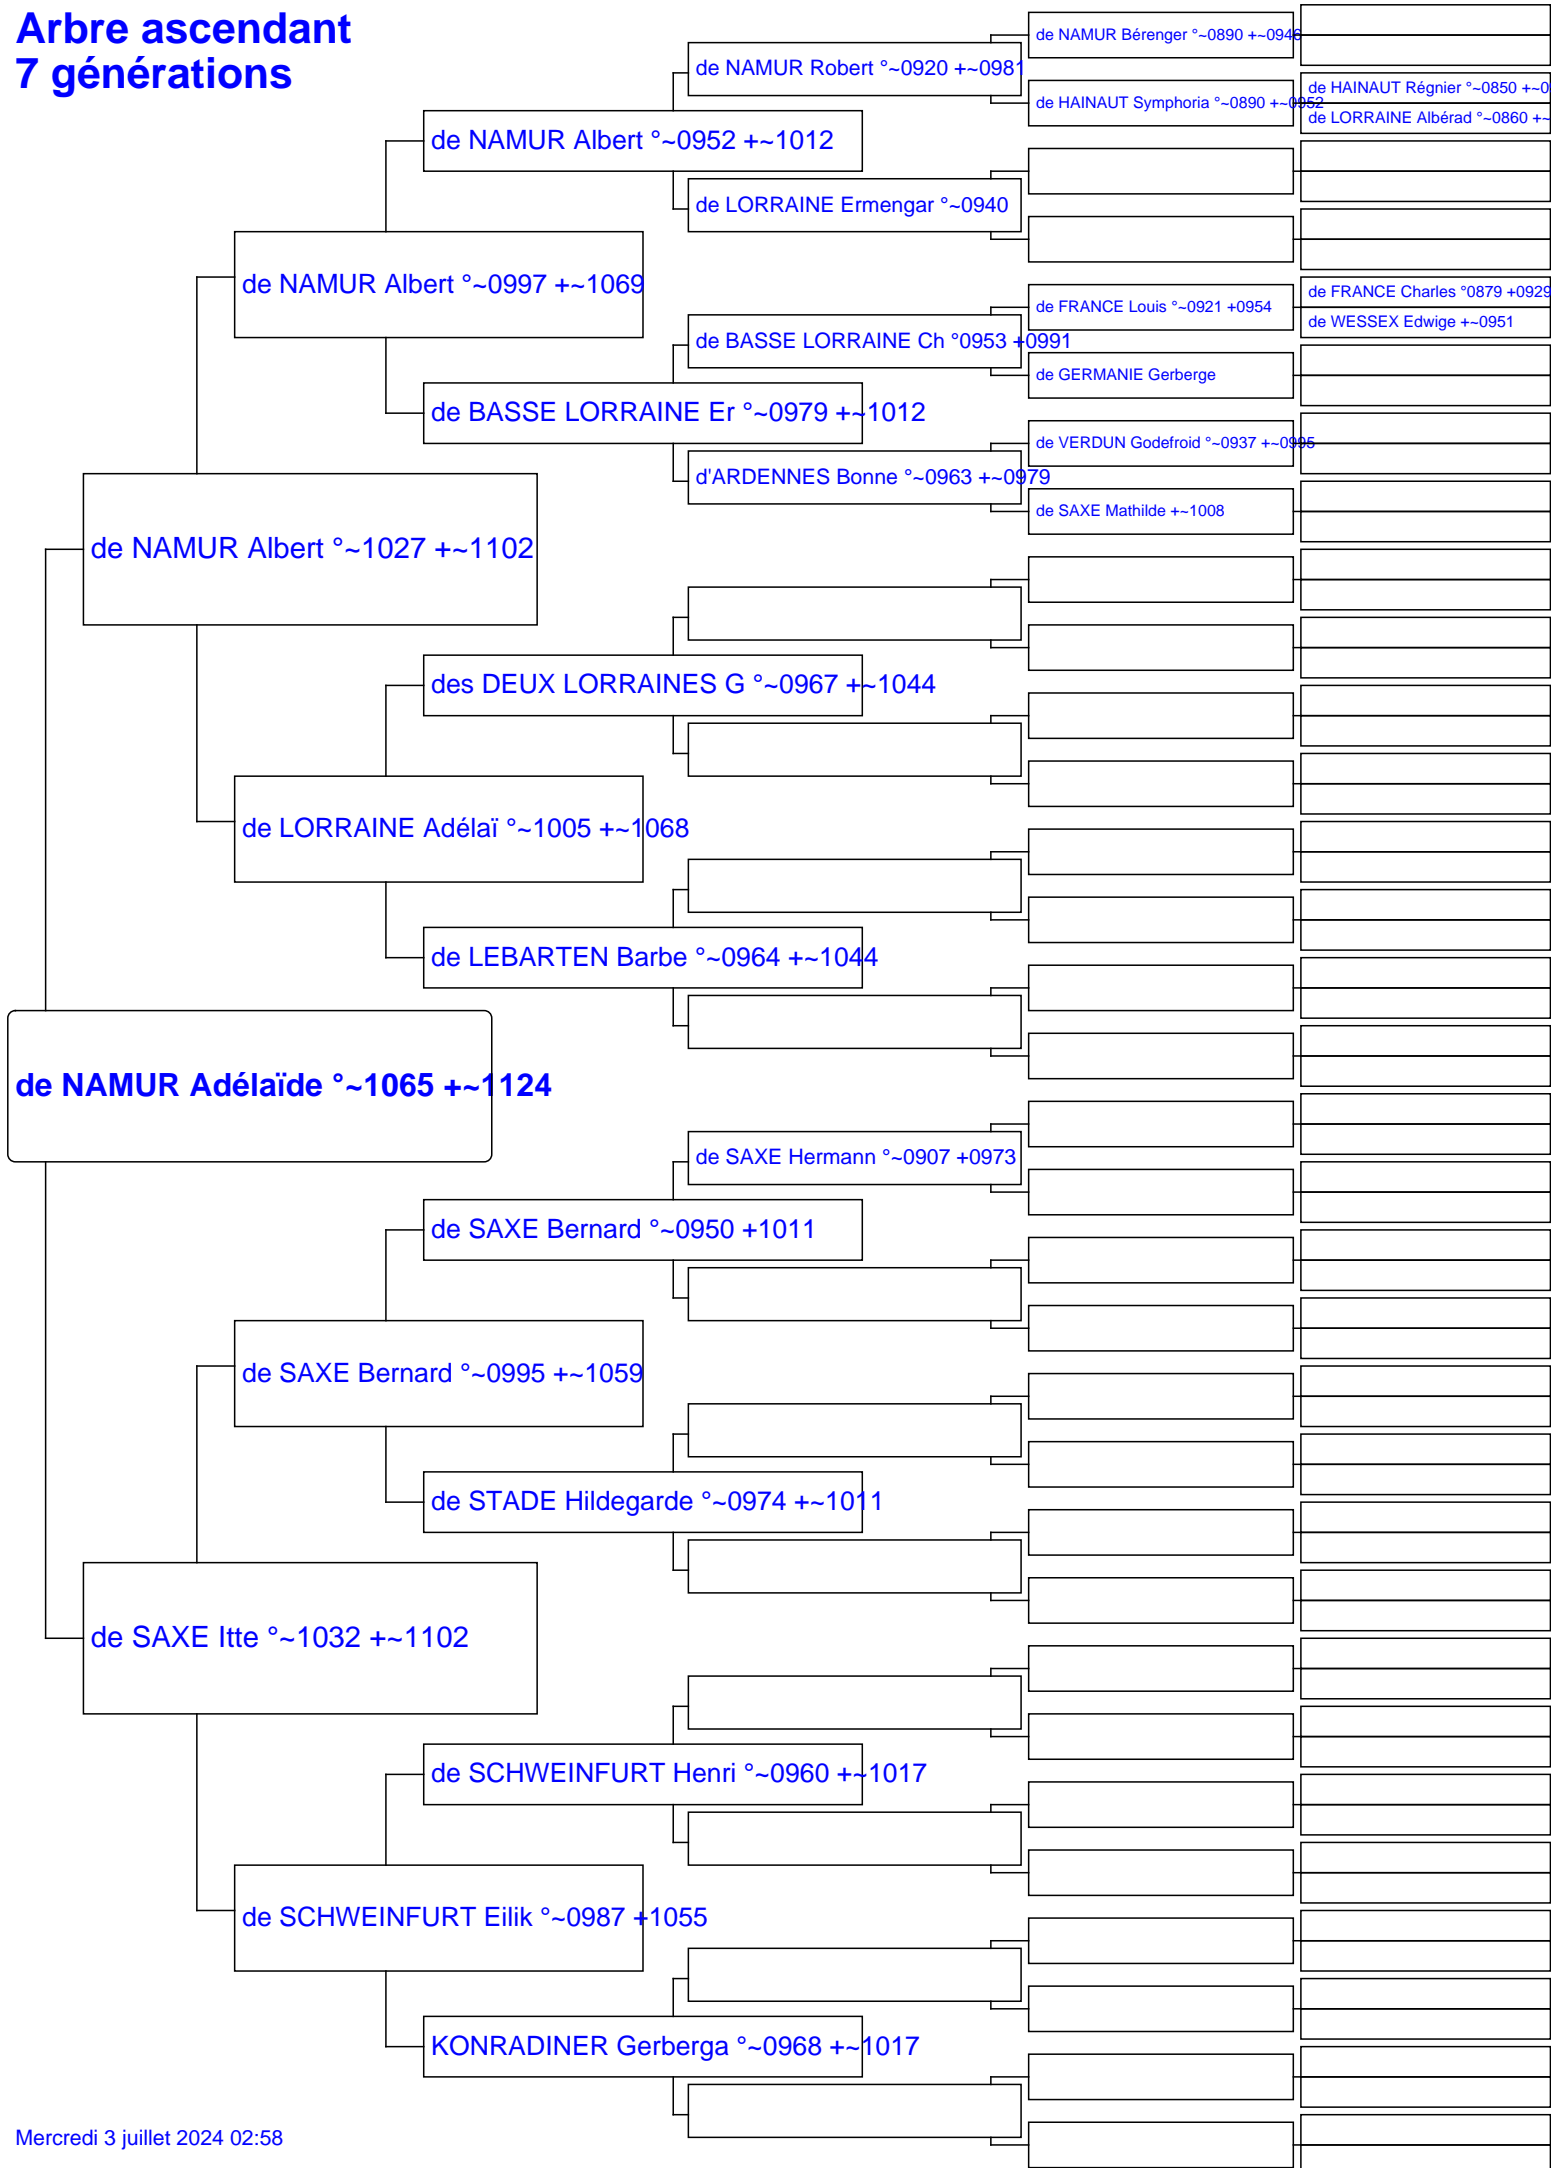 Arbre ascendant
7 générations
de NAMUR Bérenger °~0890 +~0946
de NAMUR Robert °~0920 +~0981
de HAINAUT Régnier °~0850 +~0
de HAINAUT Symphoria °~0890 +~0952
de LORRAINE Albérad °~0860 +~
de NAMUR Albert °~0952 +~1012
de LORRAINE Ermengar °~0940
de NAMUR Albert °~0997 +~1069
de FRANCE Charles °0879 +0929
de FRANCE Louis °~0921 +0954
de WESSEX Edwige +~0951
de BASSE LORRAINE Ch °0953 +0991
de GERMANIE Gerberge
de BASSE LORRAINE Er °~0979 +~1012
de VERDUN Godefroid °~0937 +~0995
d'ARDENNES Bonne °~0963 +~0979
de SAXE Mathilde +~1008
de NAMUR Albert °~1027 +~1102
des DEUX LORRAINES G °~0967 +~1044
de LORRAINE Adélaï °~1005 +~1068
de LEBARTEN Barbe °~0964 +~1044
de NAMUR Adélaïde °~1065 +~1124
de SAXE Hermann °~0907 +0973
de SAXE Bernard °~0950 +1011
de SAXE Bernard °~0995 +~1059
de STADE Hildegarde °~0974 +~1011
de SAXE Itte °~1032 +~1102
de SCHWEINFURT Henri °~0960 +~1017
de SCHWEINFURT Eilik °~0987 +1055
KONRADINER Gerberga °~0968 +~1017
Mercredi 3 juillet 2024 02:58